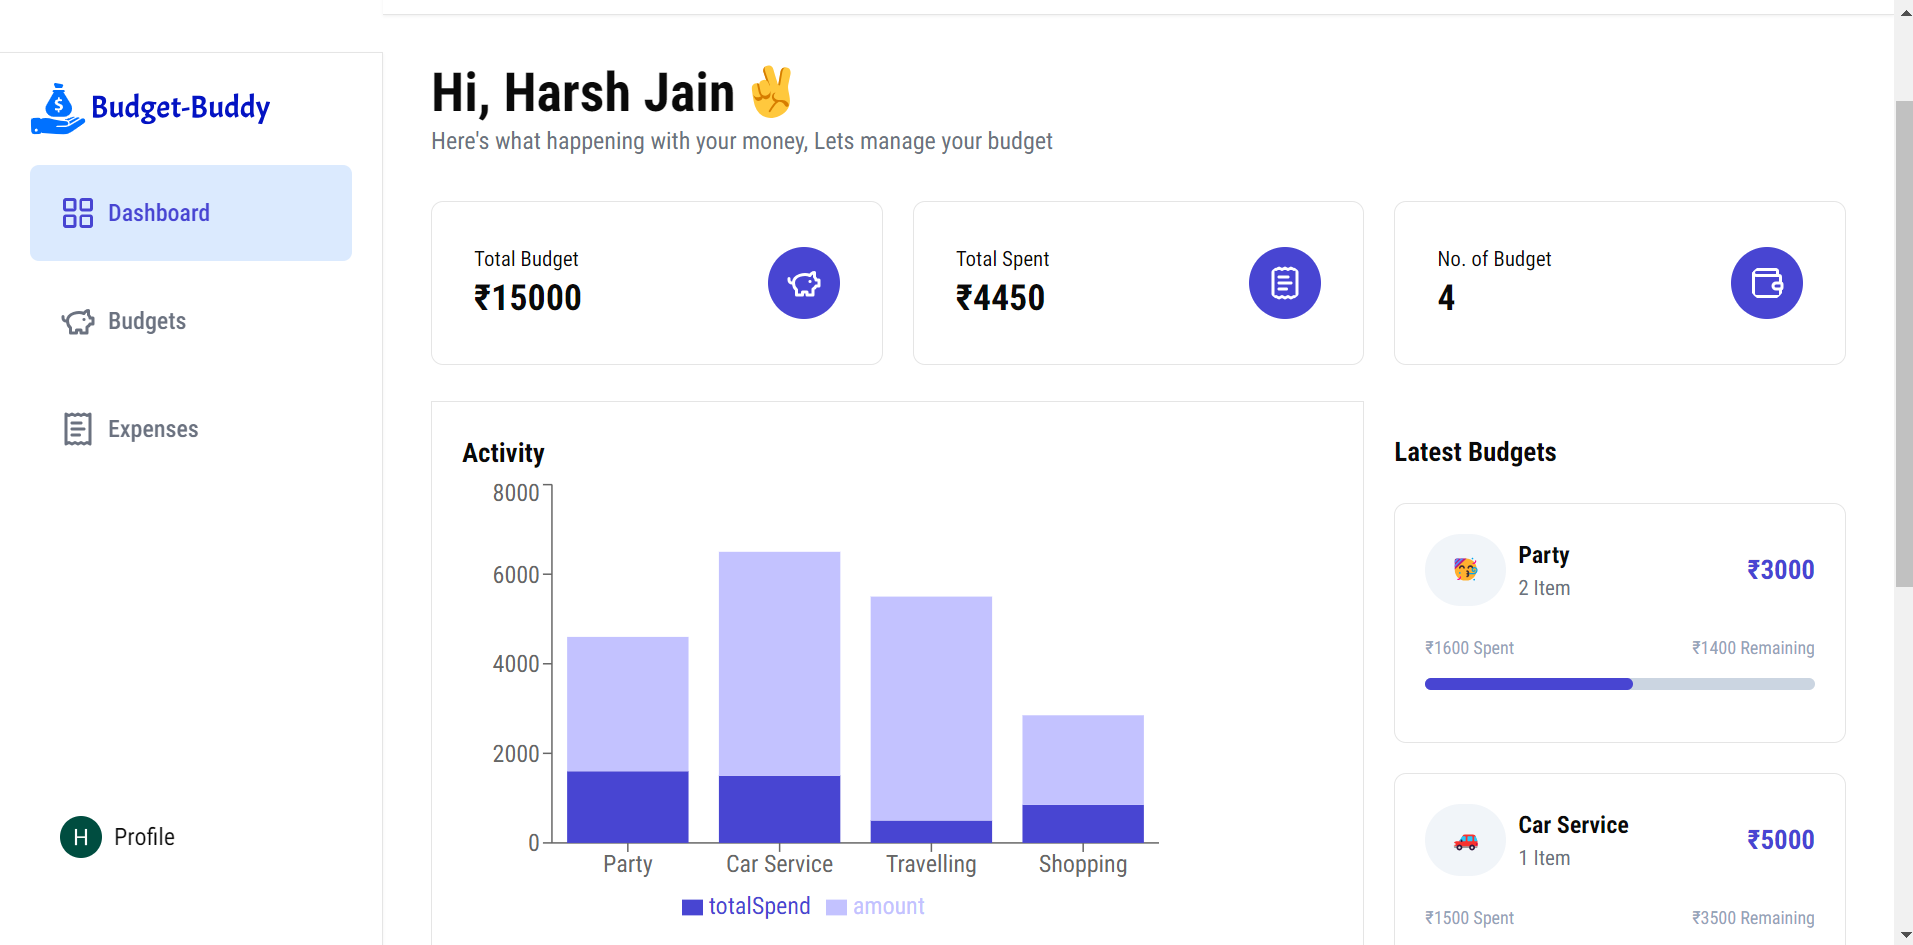 Budget-Buddy
Dashboard
Budgets
Expenses
H Profile
Hi, Harsh Jain ✌️
Here's what happening with your money, Lets manage your budget
Total Budget
₹15000
Total Spent
₹4450
No. of Budget
4
Activity
8000
6000
4000
2000
0
Party Car Service Travelling Shopping
totalSpend amount
Latest Budgets
Party
2 Item
₹3000
₹1600 Spent ₹1400 Remaining
Car Service
1 Item
₹5000
₹1500 Spent ₹3500 Remaining